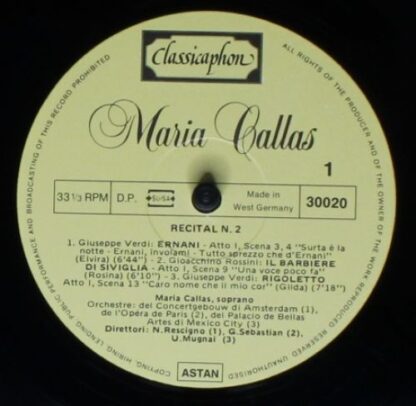 Classicaphon
Maria Callas
1
33 1/3 RPM D.P. Made in West Germany 30020
RECITAL N. 2
1. Giuseppe Verdi: ERNANI - Atto I, Scena 3, 4 "Surta è la
notte - Ernani, involami - Tutto sprezzo che d'Ernani"
(Elvira) (6'44") - 2. Gioacchino Rossini: IL BARBIERE
DI SIVIGLIA - Atto I, Scena 9 "Una voce poco fa"
(Rosina) (6'10") - 3. Giuseppe Verdi: RIGOLETTO
Atto I, Scena 13 "Caro nome che il mio cor" (Gilda) (7'18")
Maria Callas, soprano
Orchestre: del Concertgebouw di Amsterdam (1),
de l'Opéra de Paris (2), del Palacio de Bellas
Artes di Mexico City (3)
Direttori: N. Rescigno (1), G. Sebastian (2),
U. Mugnai (3)
ASTAN
ALL RIGHTS OF THE PRODUCER AND OF THE OWNER OF THE WORK REPRODUCED RESERVED. UNAUTHORISED COPYING, HIRING, LENDING, PUBLIC PERFORMANCE AND BROADCASTING OF THIS RECORD PROHIBITED